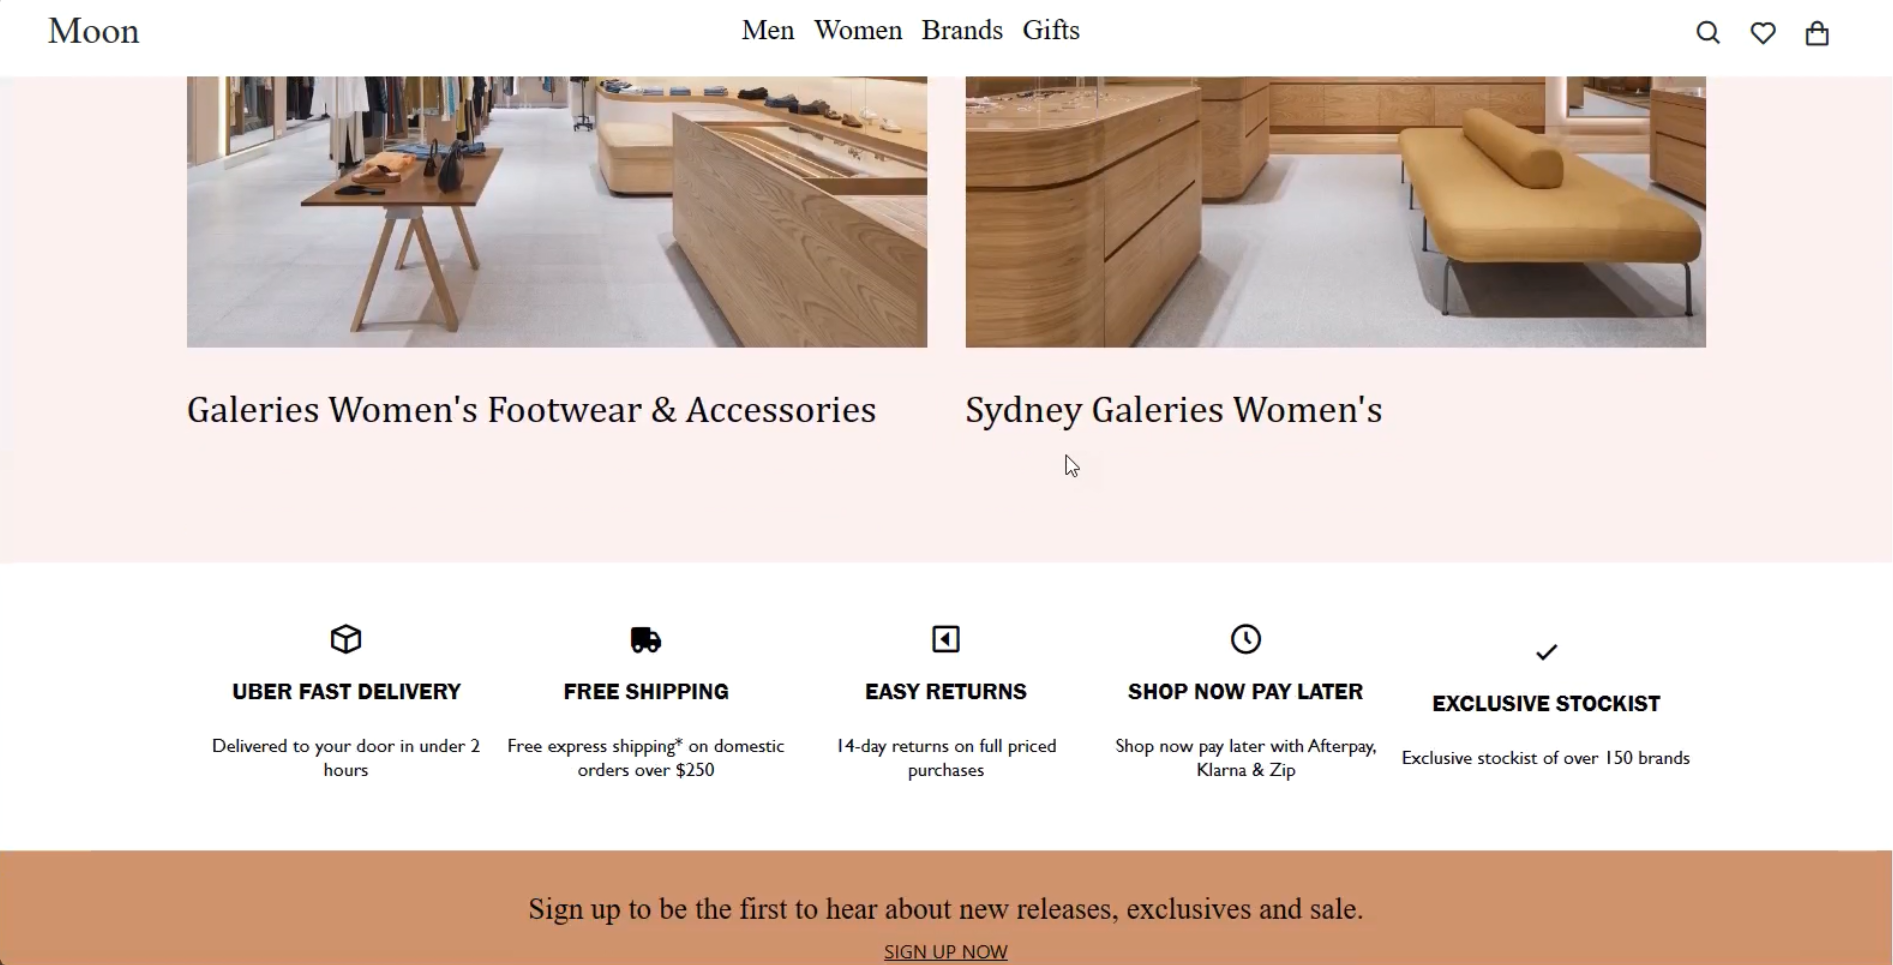 Moon
Men Women Brands Gifts
Galeries Women's Footwear & Accessories
Sydney Galeries Women's
UBER FAST DELIVERY
Delivered to your door in under 2
hours
FREE SHIPPING
Free express shipping* on domestic
orders over $250
EASY RETURNS
14-day returns on full priced
purchases
SHOP NOW PAY LATER
Shop now pay later with Afterpay,
Klarna & Zip
EXCLUSIVE STOCKIST
Exclusive stockist of over 150 brands
Sign up to be the first to hear about new releases, exclusives and sale.
SIGN UP NOW